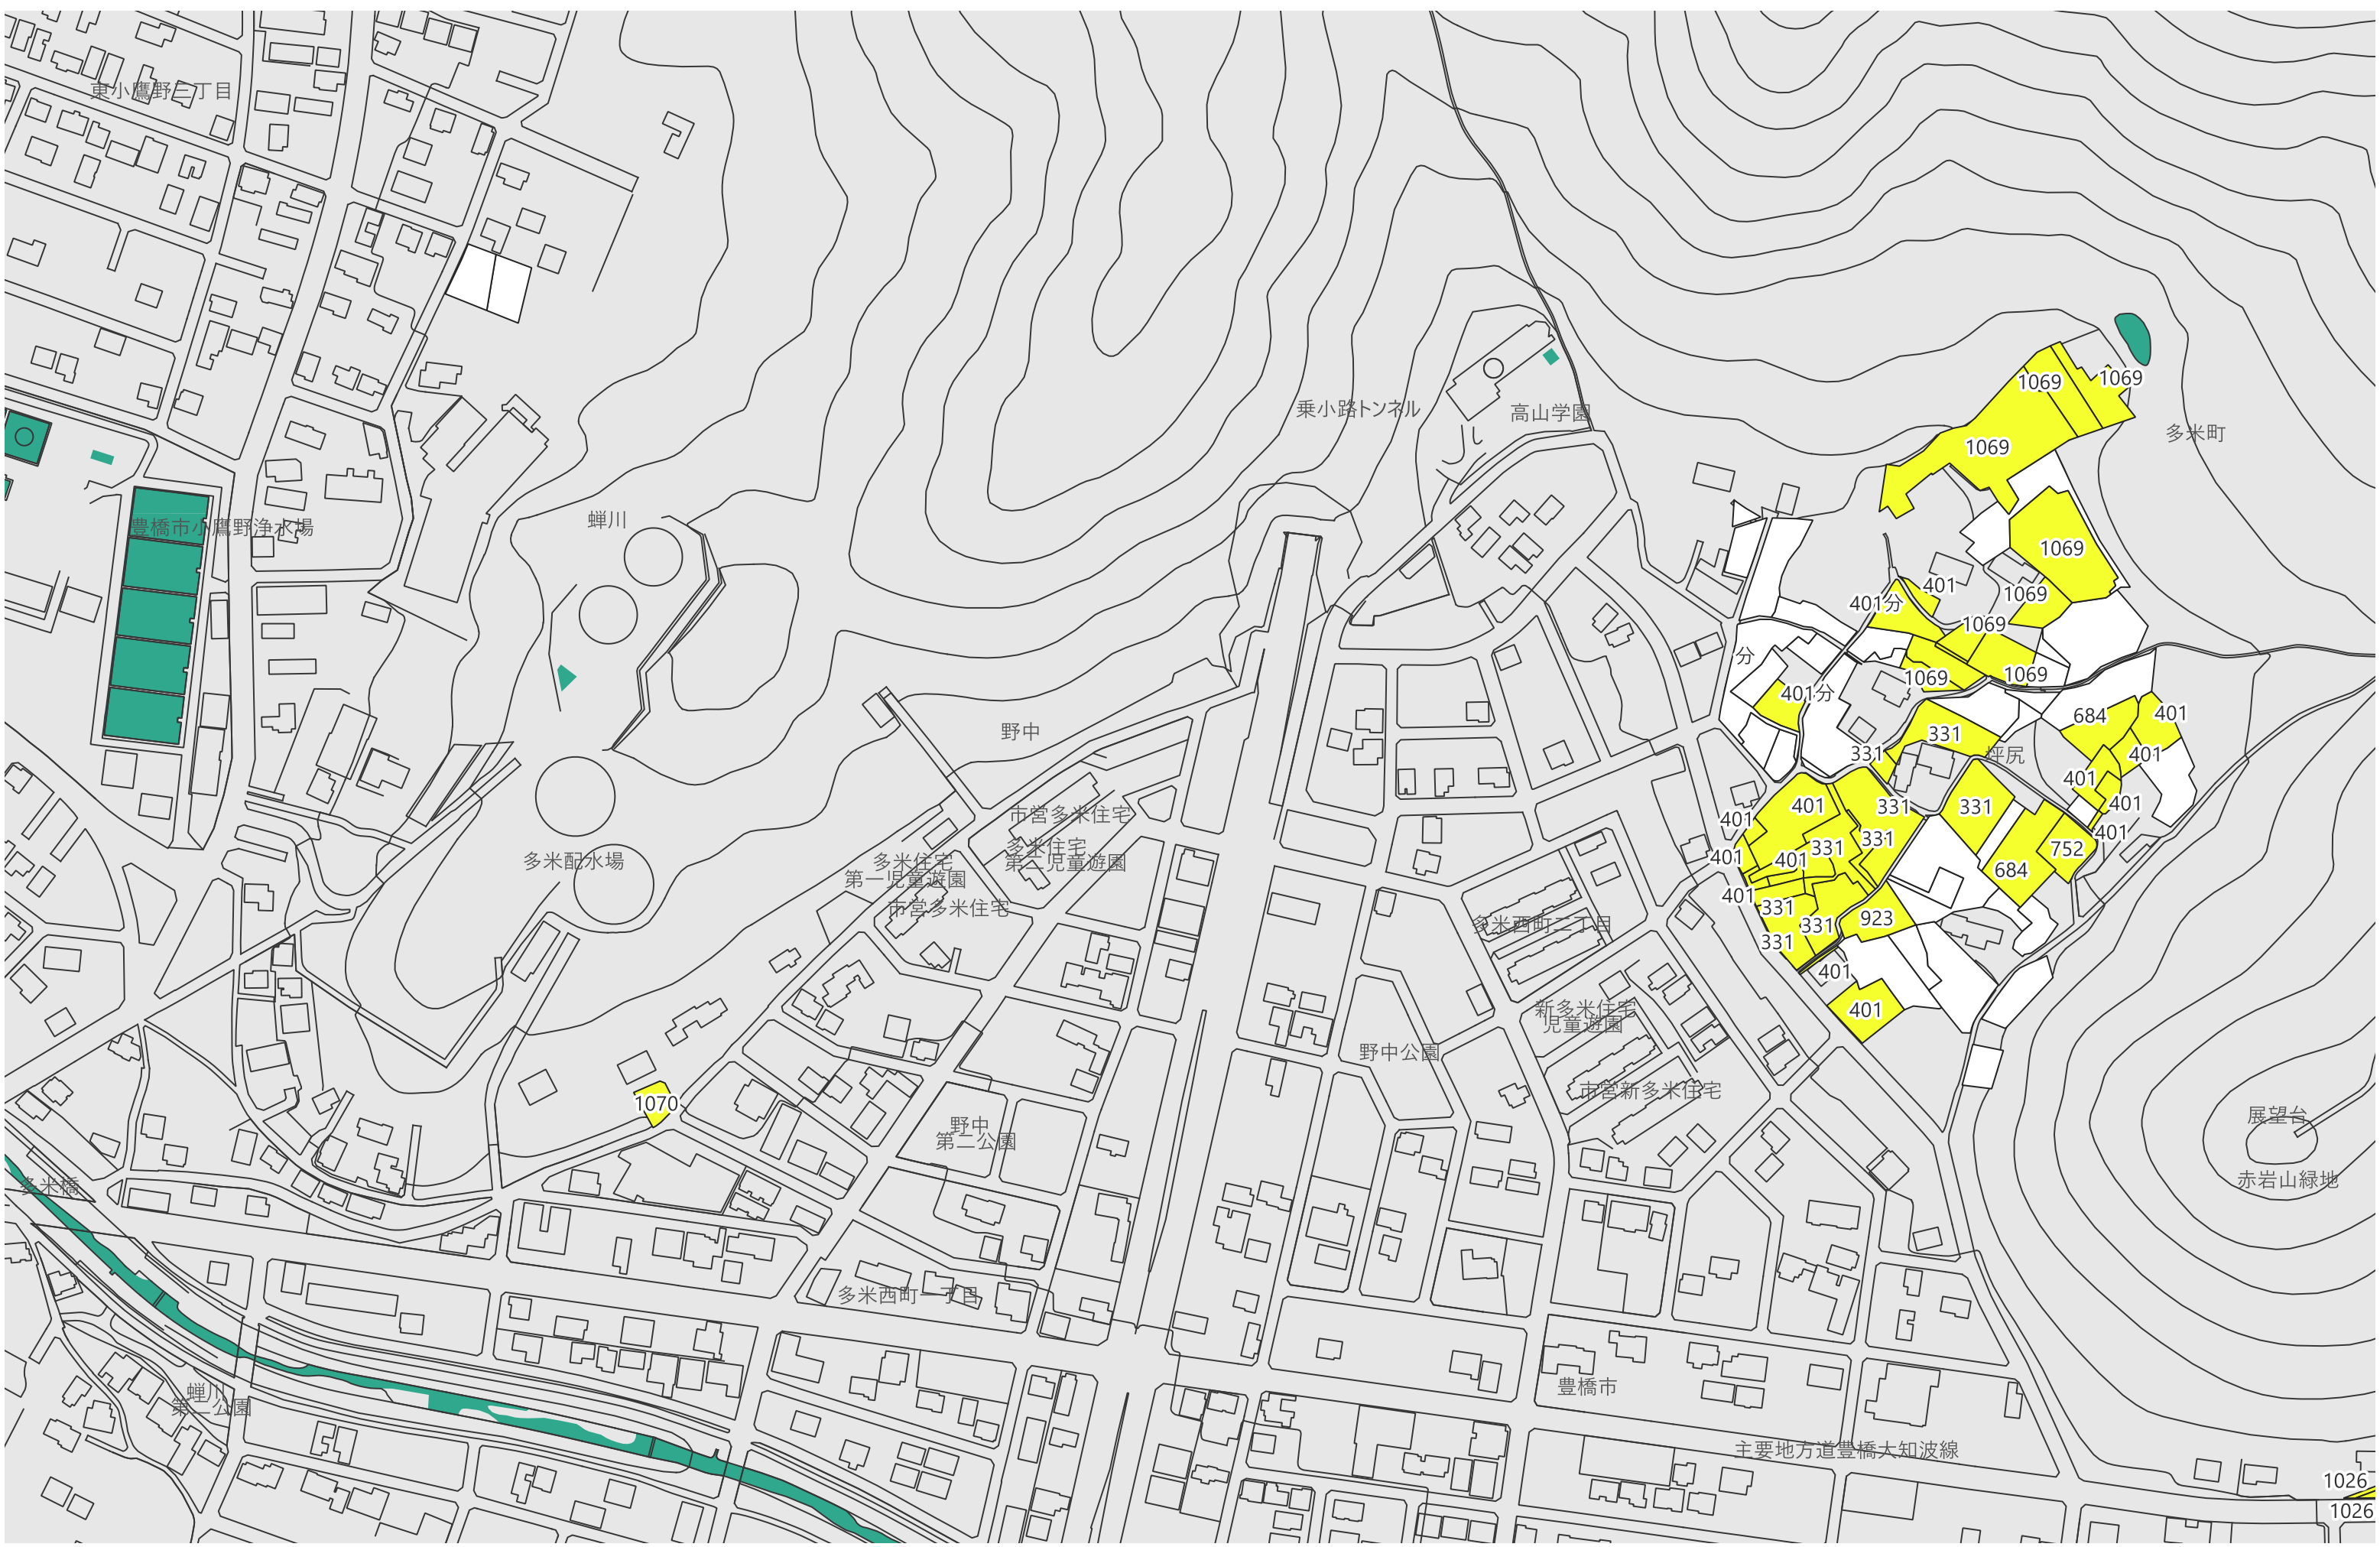 東小鷹野三丁目
1069
1069
乗小路トンネル
高山学園
多米町
1069
蝉川
豊橋市小鷹野浄水場
1069
401
1069
401分
1069
分
1069
1069
401分
684
401
野中
331
331
坪尻
401
401
401
331
331
401
市営多米住宅
401
401
331
多米住宅
第二児童遊園
331
752
401
401
684
多米配水場
多米住宅
第一児童遊園
401
市営多米住宅
331
923
331
多米西町二丁目
331
401
401
新多米住宅
児童遊園
野中公園
市営新多米住宅
1070
展望台
野中
第二公園
赤岩山緑地
多米橋
多米西町一丁目
豊橋市
蝉川
第二公園
主要地方道豊橋大知波線
1026
1026